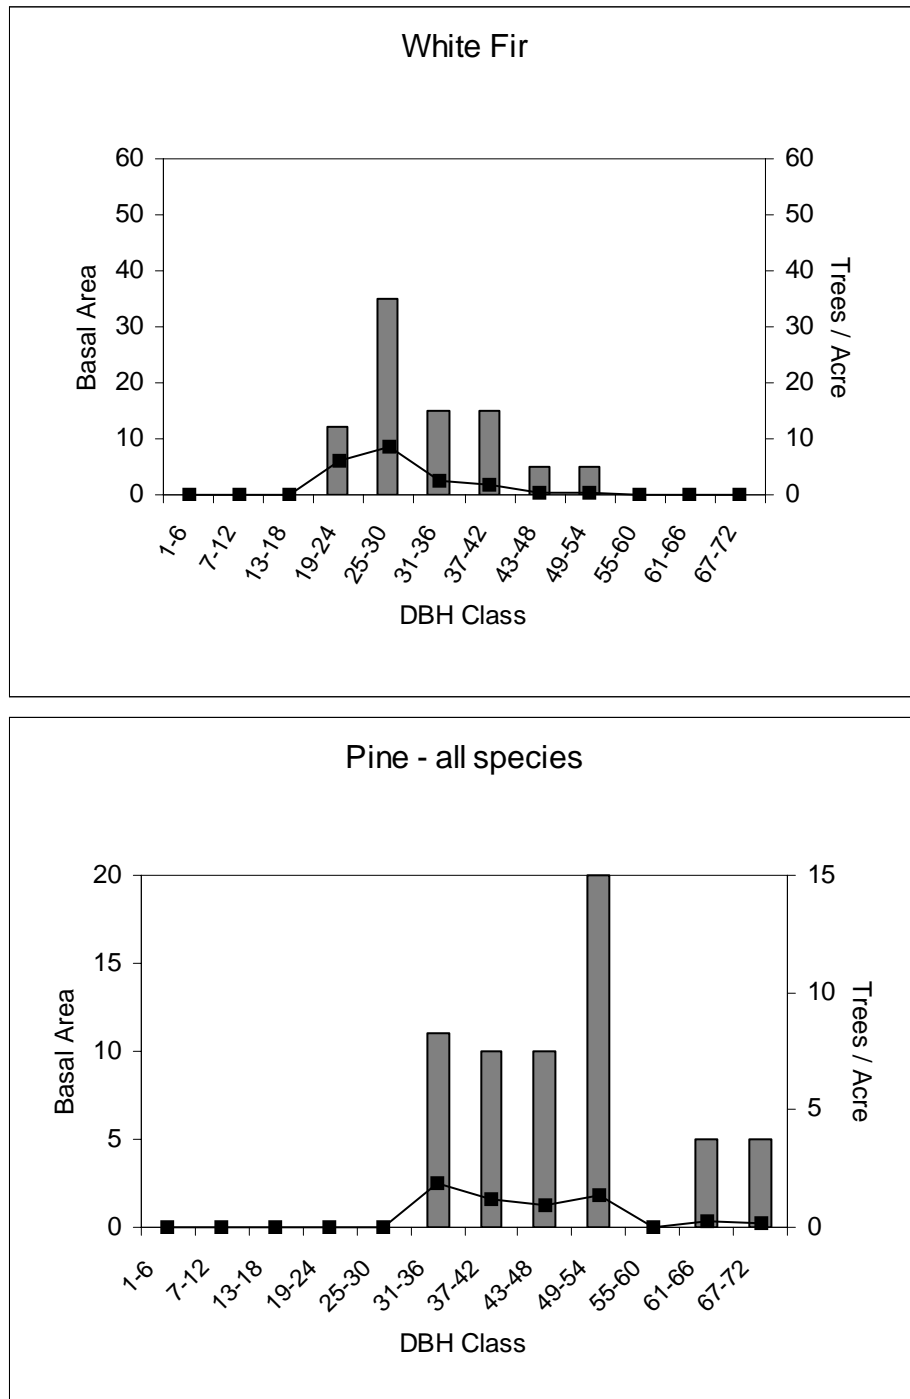 White Fir
60 60
50 50
40 40
30 30
20 20
10 10
0 0
Basal Area
Trees / Acre
1-6 7-12 13-18 19-24 25-30 31-36 37-42 43-48 49-54 55-60 61-66 67-72
DBH Class
Pine - all species
20 15
15
10
10
5
5
0 0
Basal Area
Trees / Acre
1-6 7-12 13-18 19-24 25-30 31-36 37-42 43-48 49-54 55-60 61-66 67-72
DBH Class